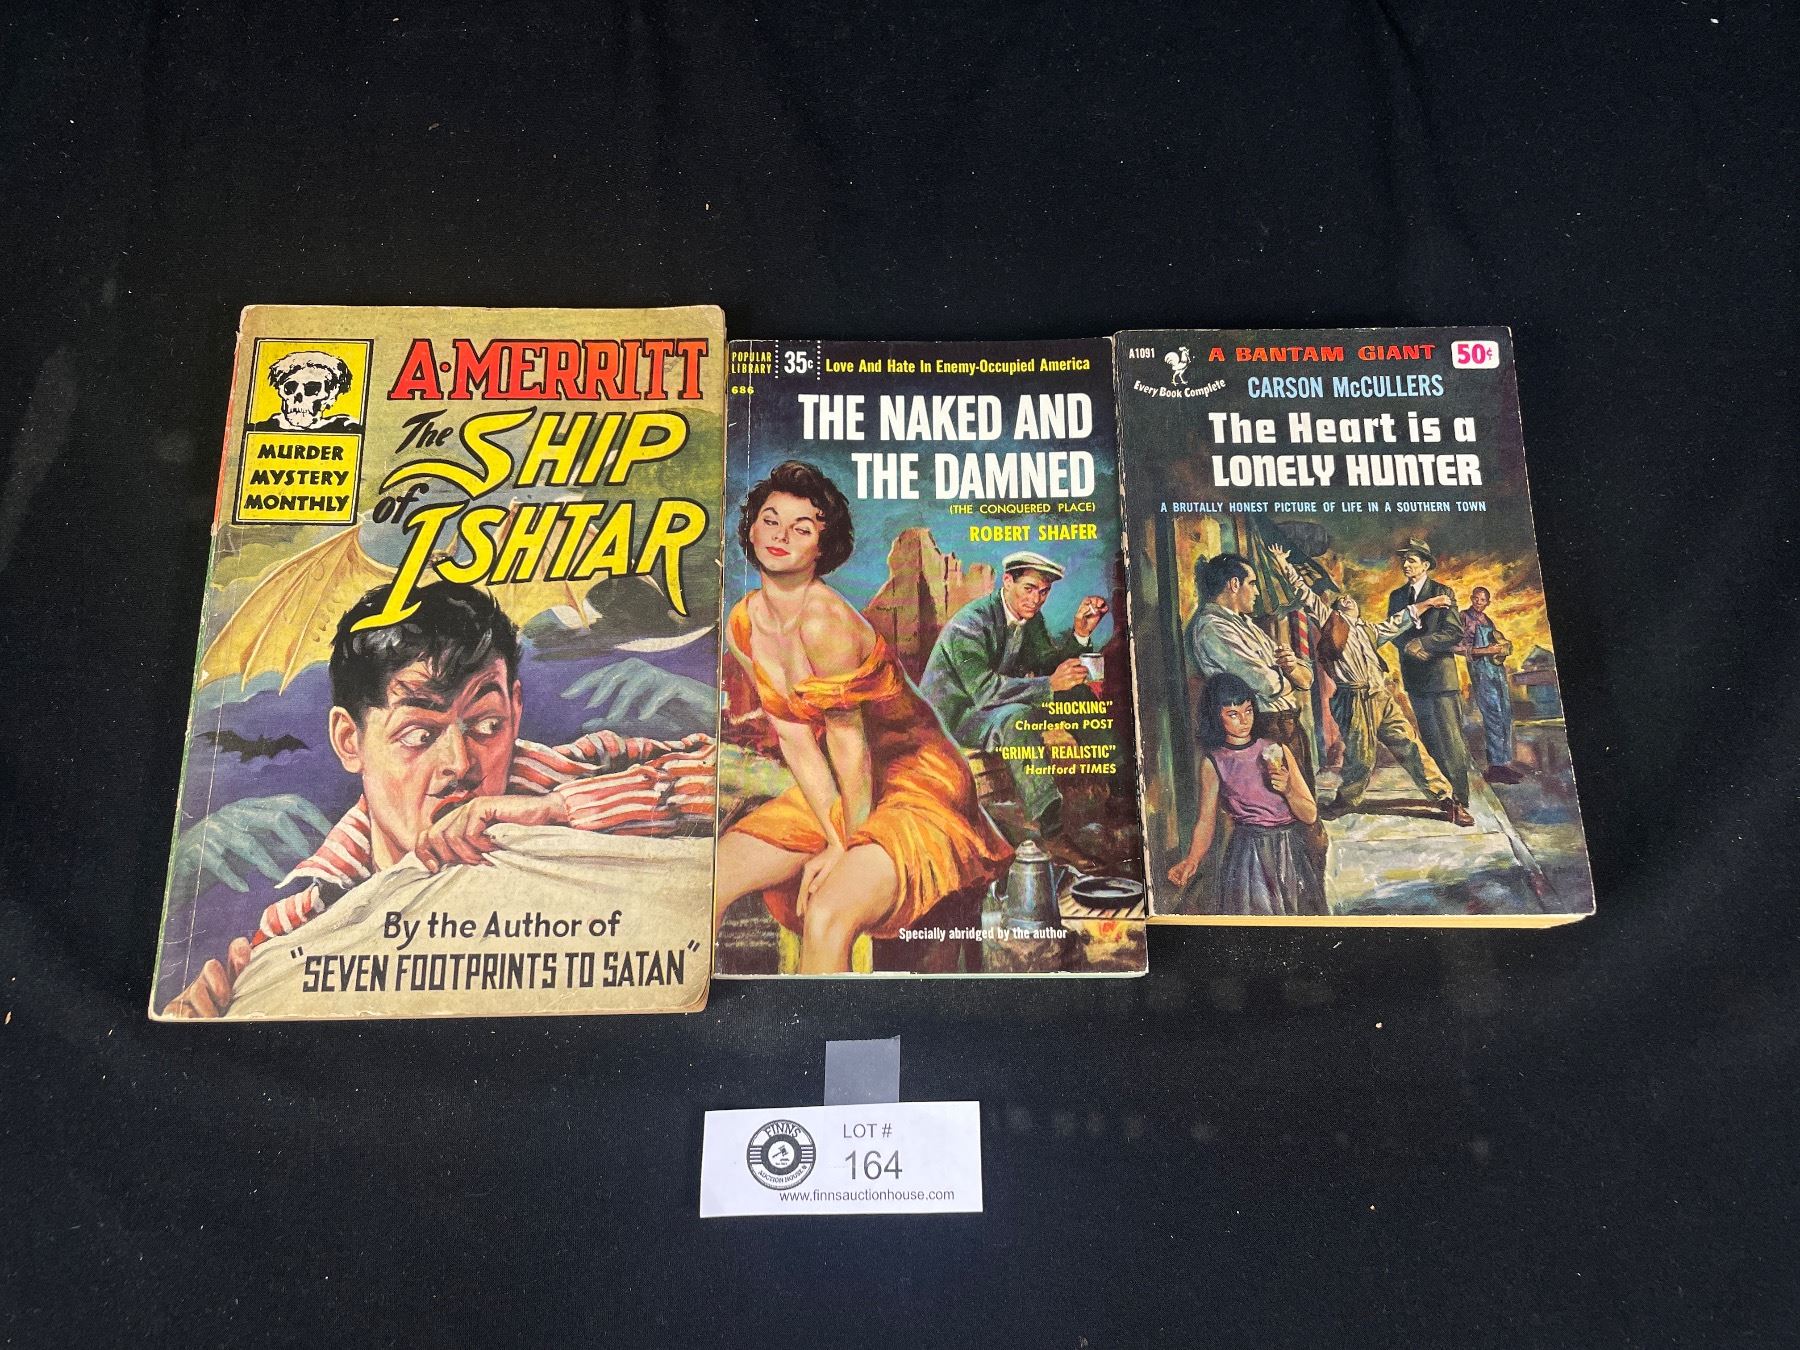 A·MERRITT
The SHIP
of ISHTAR
MURDER
MYSTERY
MONTHLY
By the Author of
"SEVEN FOOTPRINTS TO SATAN"
POPULAR
LIBRARY
35¢
686
Love And Hate In Enemy-Occupied America
THE NAKED AND
THE DAMNED
(THE CONQUERED PLACE)
ROBERT SHAFER
"SHOCKING"
Charleston POST
"GRIMLY REALISTIC"
Hartford TIMES
Specially abridged by the author
A1091
Every Book Complete
A BANTAM GIANT
50¢
CARSON McCULLERS
The Heart is a
LONELY HUNTER
A BRUTALLY HONEST PICTURE OF LIFE IN A SOUTHERN TOWN
FINNS
AUCTION HOUSE
LOT #
164
www.finnsauctionhouse.com